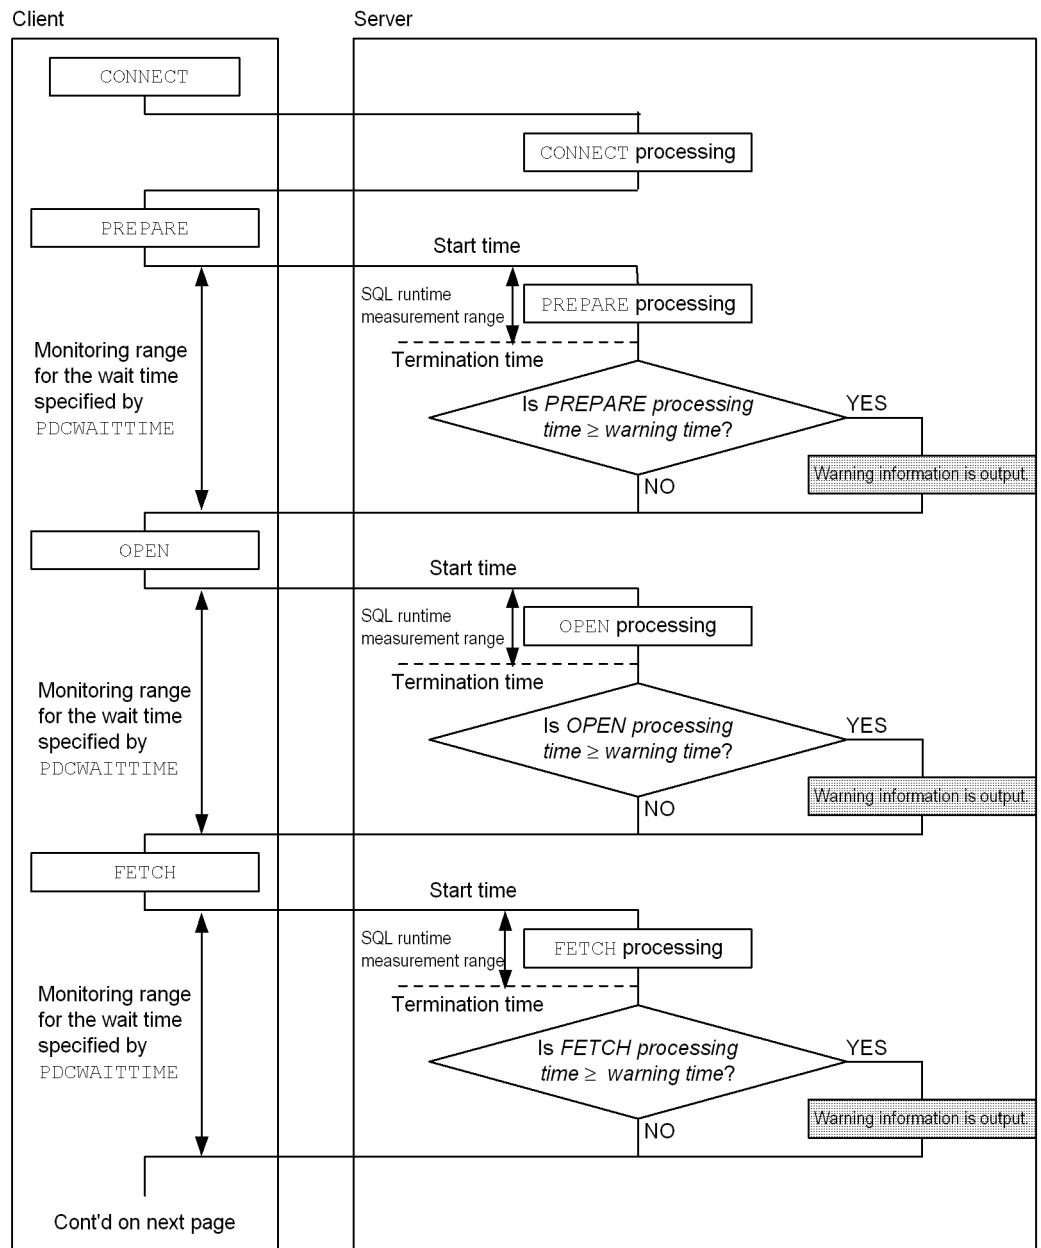 Client
Server
CONNECT
CONNECT processing
PREPARE
Start time
SQL runtime
measurement range
PREPARE processing
Termination time
Monitoring range
for the wait time
specified by
PDCWAITTIME
Is PREPARE processing
time ≥ warning time?
YES
Warning information is output.
NO
OPEN
Start time
SQL runtime
measurement range
OPEN processing
Termination time
Monitoring range
for the wait time
specified by
PDCWAITTIME
Is OPEN processing
time ≥ warning time?
YES
Warning information is output.
NO
FETCH
Start time
SQL runtime
measurement range
FETCH processing
Termination time
Monitoring range
for the wait time
specified by
PDCWAITTIME
Is FETCH processing
time ≥ warning time?
YES
Warning information is output.
NO
Cont'd on next page